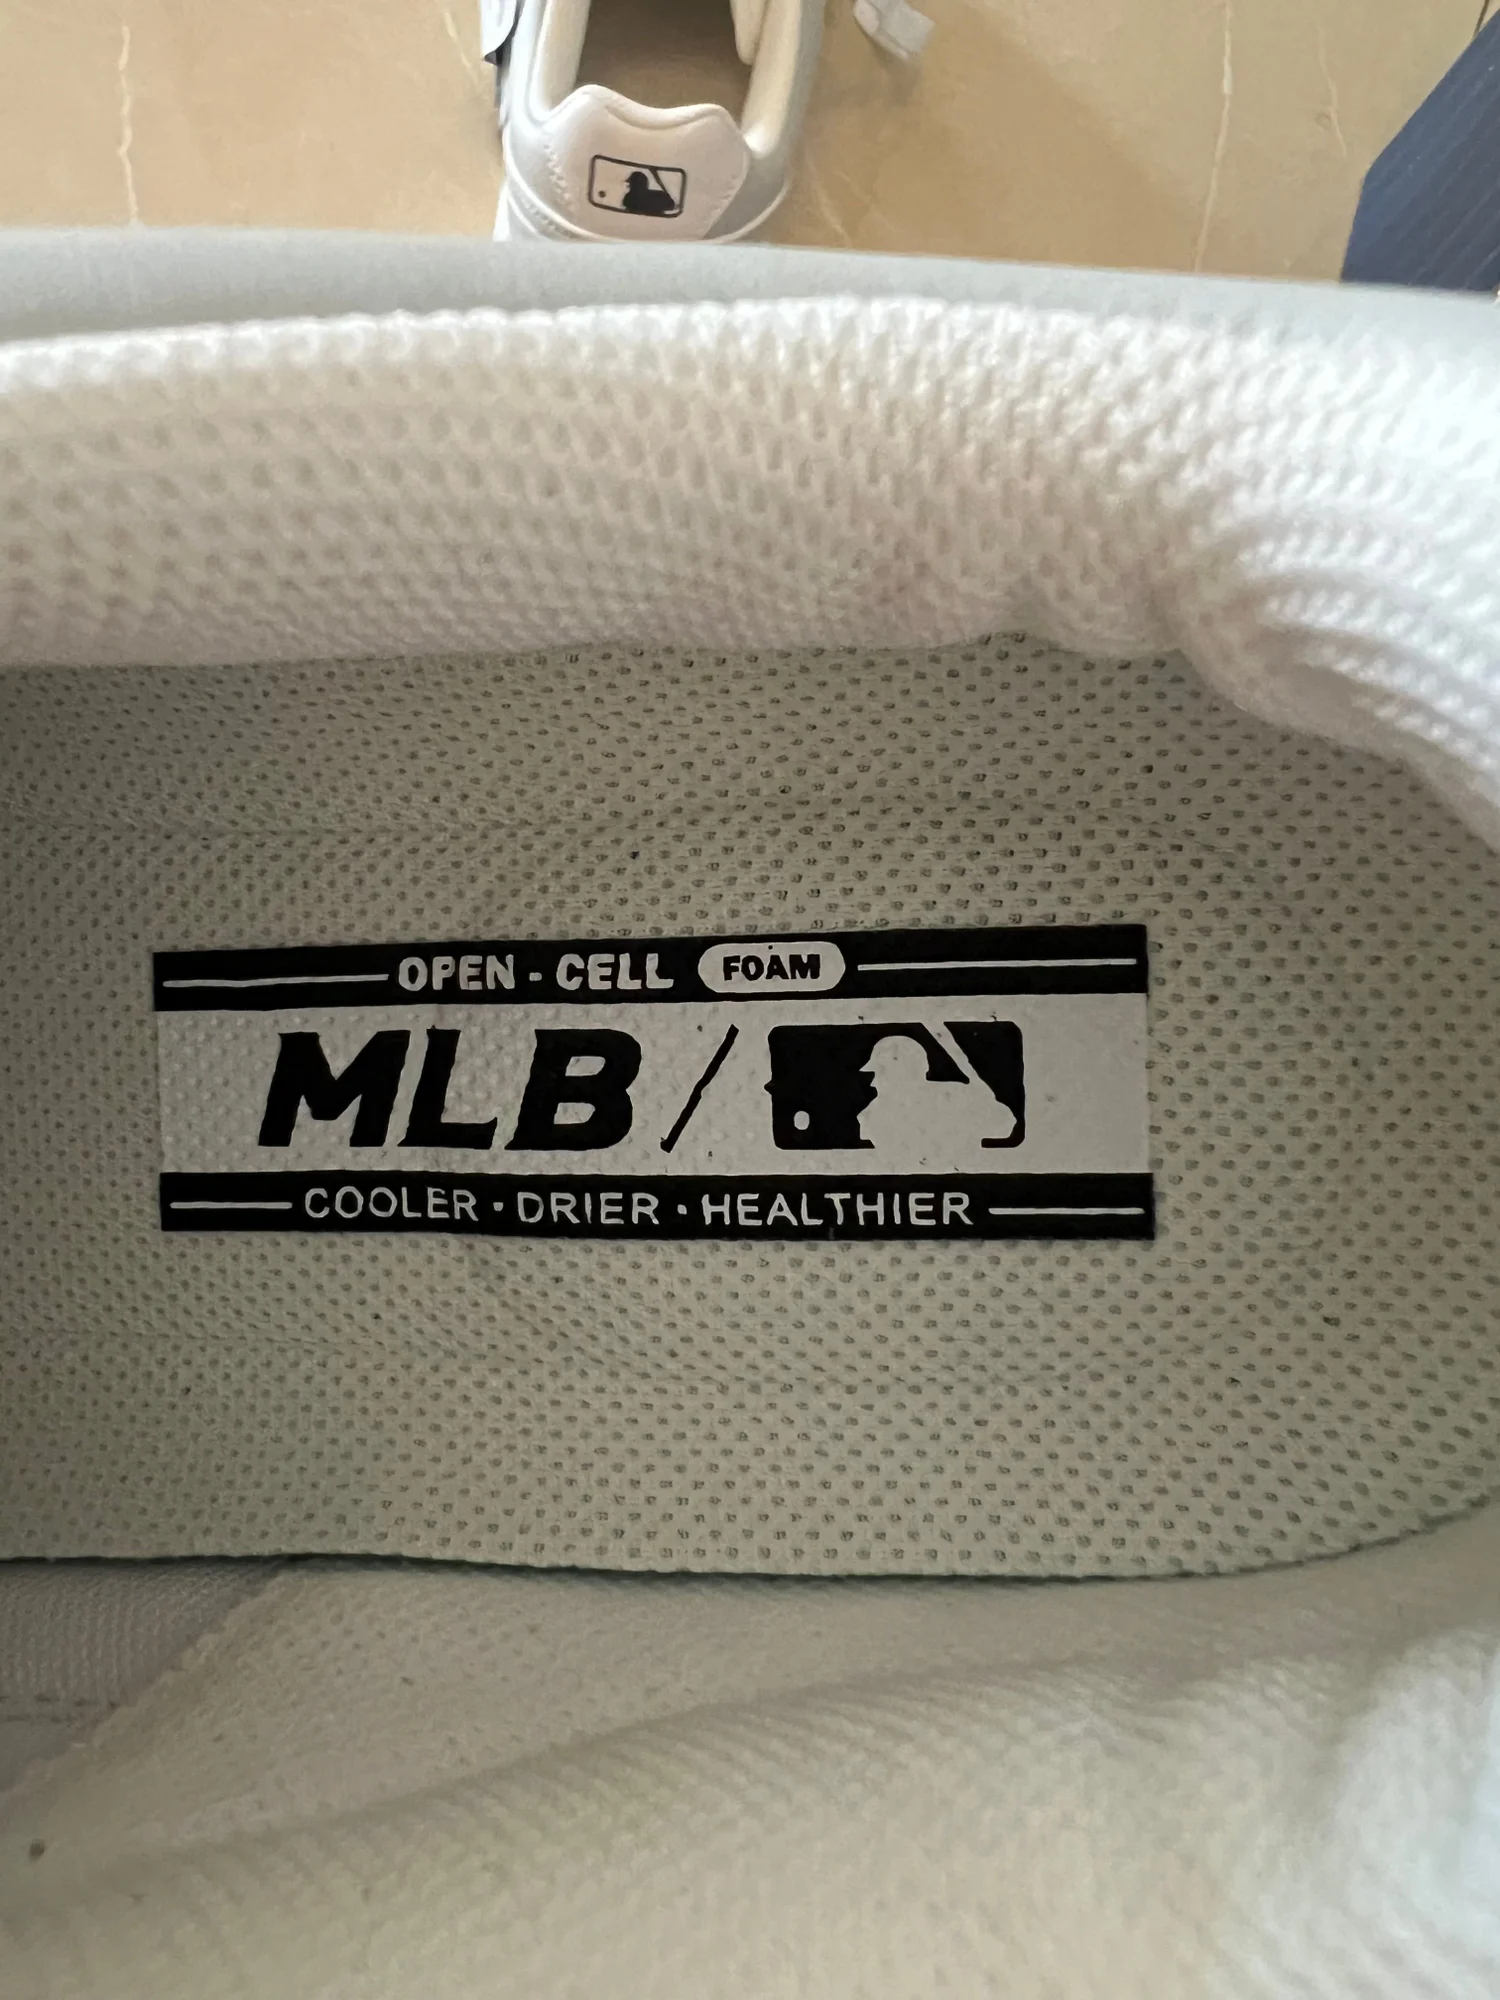 OPEN - CELL FOAM
MLB /
COOLER · DRIER · HEALTHIER